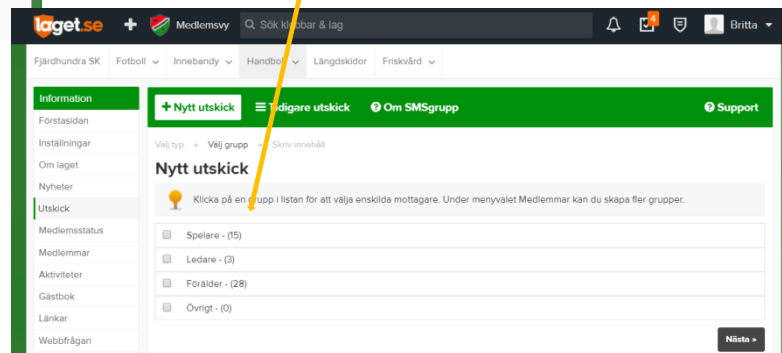 laget.se + Medlemsvy Sök klubbar & lag 4 Britta
Fjärdhundra SK Fotboll Innebandy Handboll Längdskidor Friskvård
Information
Förstasidan
Inställningar
Om laget
Nyheter
Utskick
Medlemsstatus
Medlemmar
Aktiviteter
Gästbok
Länkar
Webbfrågan
+ Nytt utskick Tidigare utskick ? Om SMSgrupp ? Support
Välj typ » Välj grupp » Skriv innehåll
Nytt utskick
Klicka på en grupp i listan för att välja enskilda mottagare. Under menyvalet Medlemmar kan du skapa fler grupper.
Spelare - (15)
Ledare - (3)
Förälder - (28)
Övrigt - (0)
Nästa »